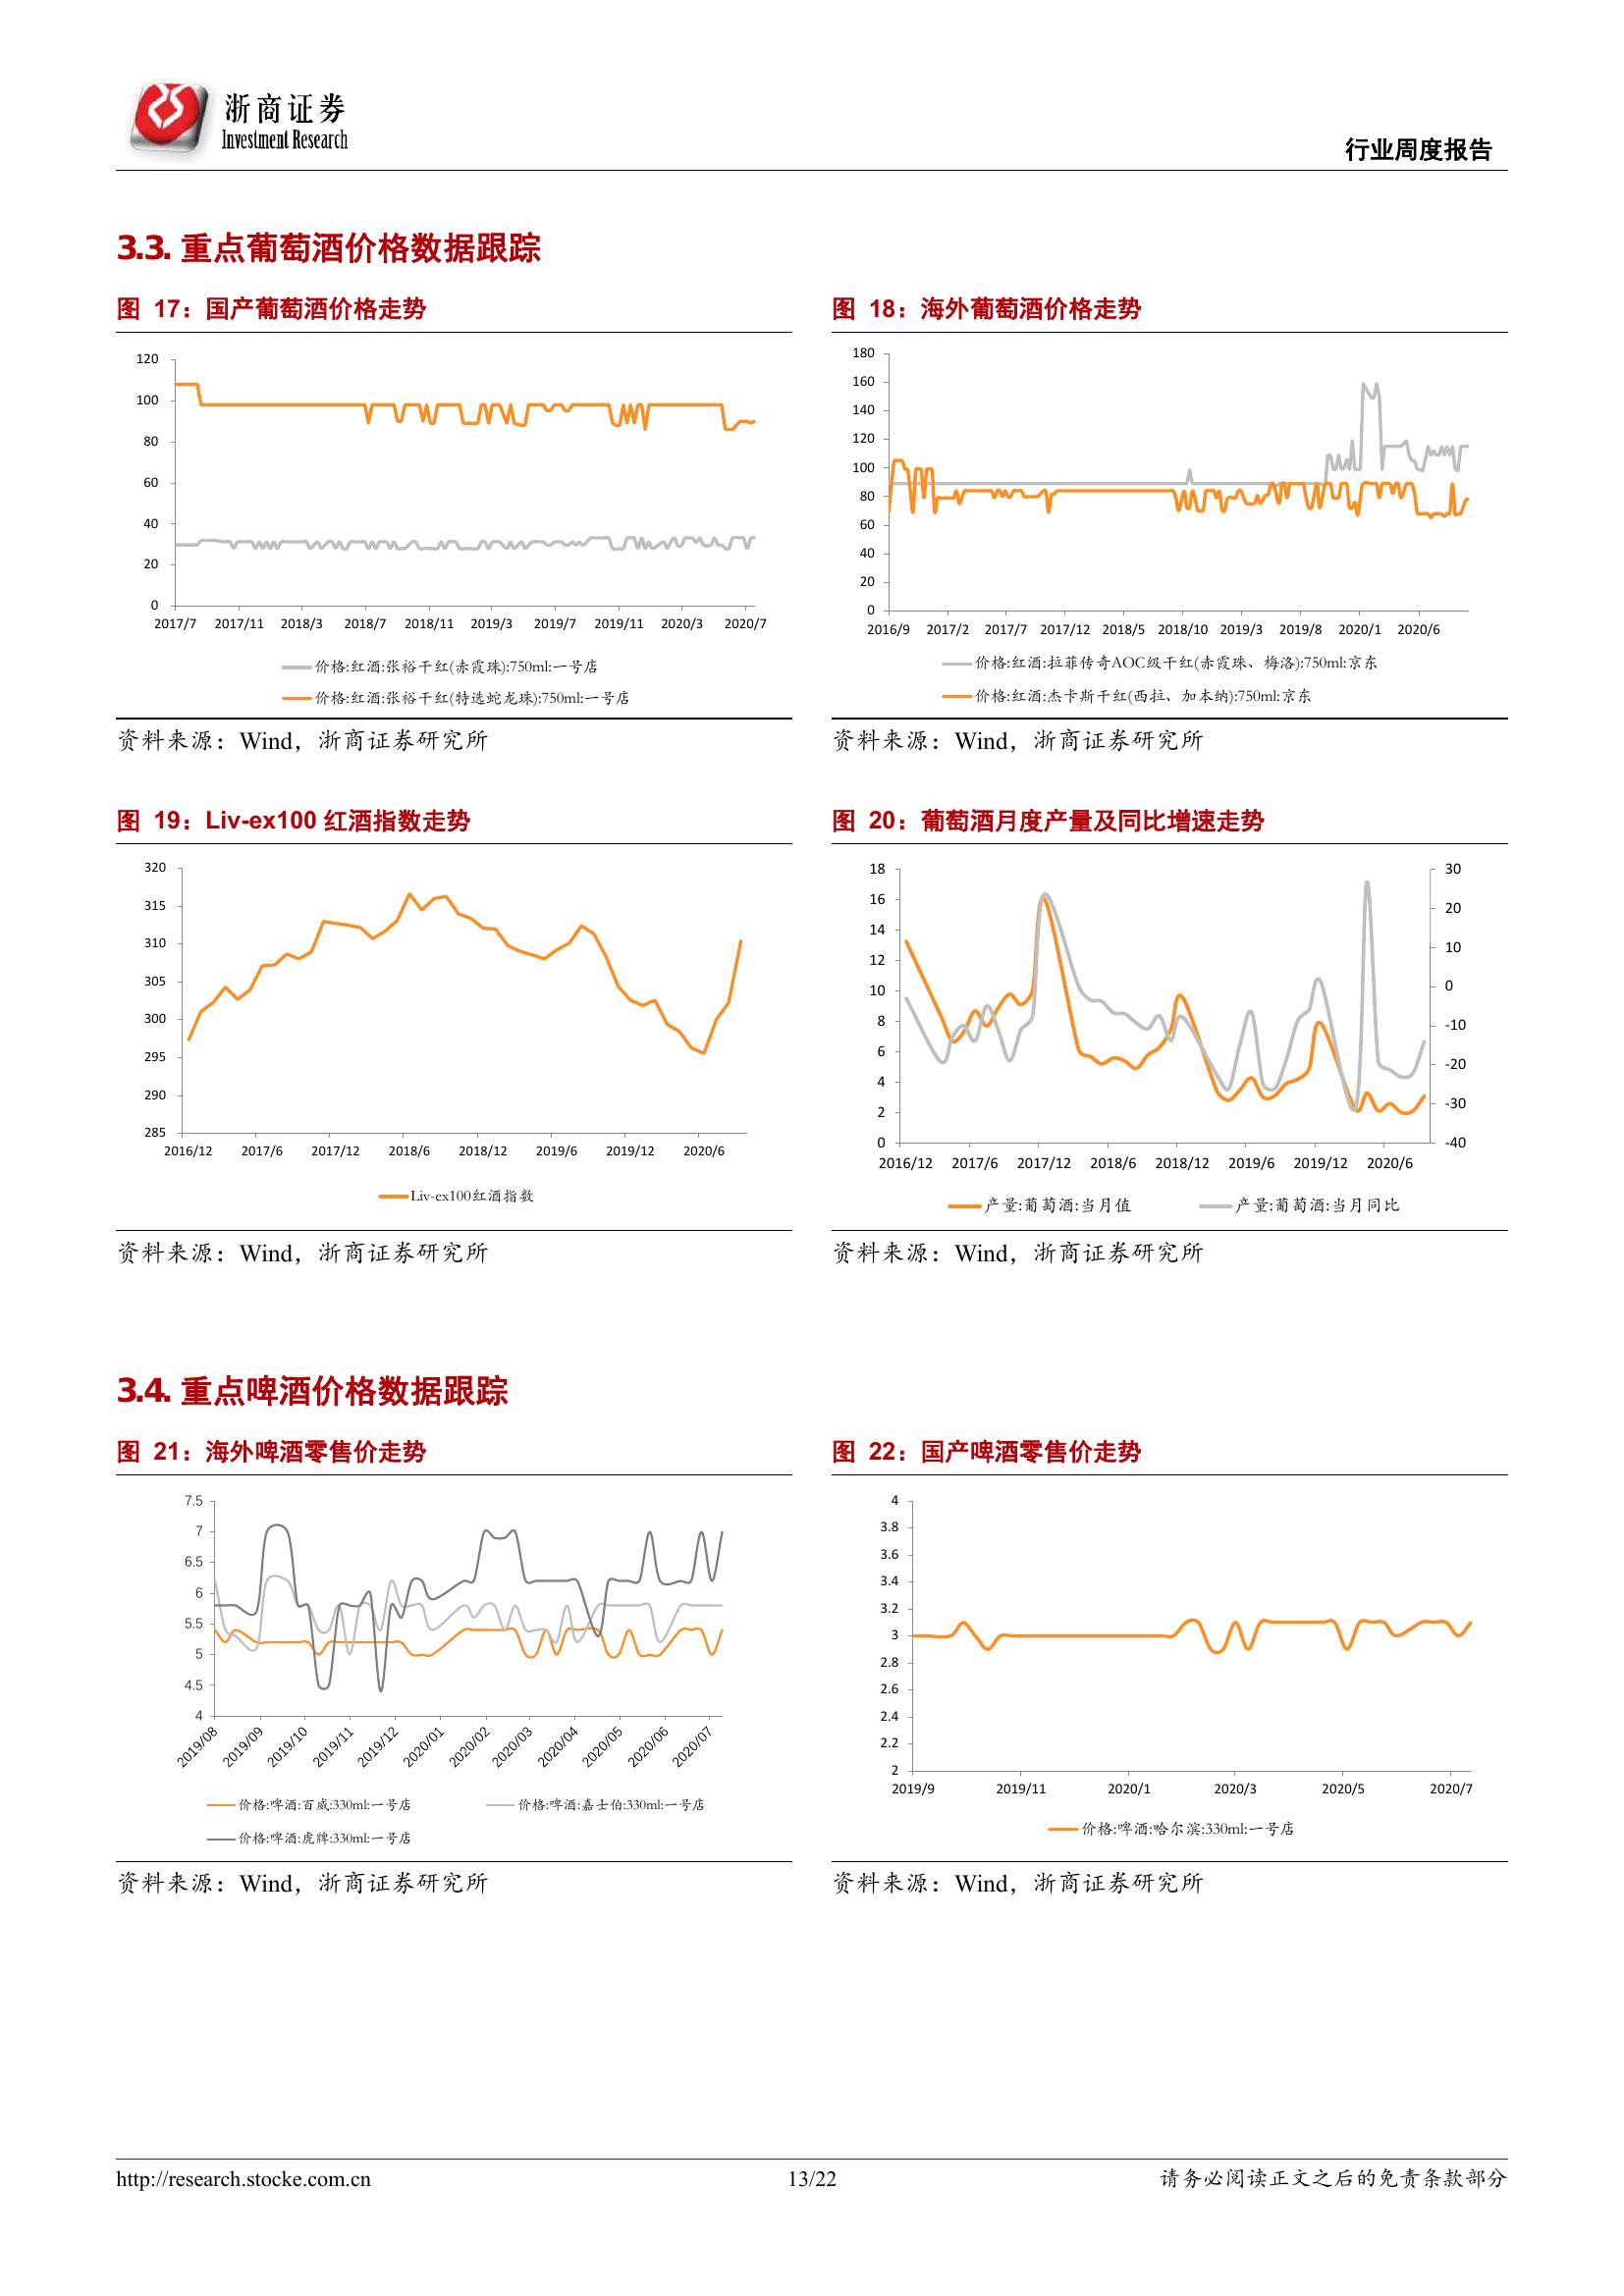 浙商证券
Investment Research
行业周度报告
3.3. 重点葡萄酒价格数据跟踪
图 17：国产葡萄酒价格走势
120
100
80
60
40
20
0
2017/7 2017/11 2018/3 2018/7 2018/11 2019/3 2019/7 2019/11 2020/3 2020/7
价格:红酒:张裕干红(赤霞珠):750ml:一号店
价格:红酒:张裕干红(特选蛇龙珠):750ml:一号店
资料来源：Wind，浙商证券研究所
图 18：海外葡萄酒价格走势
180
160
140
120
100
80
60
40
20
0
2016/9 2017/2 2017/7 2017/12 2018/5 2018/10 2019/3 2019/8 2020/1 2020/6
价格:红酒:拉菲传奇AOC级干红(赤霞珠、梅洛):750ml:京东
价格:红酒:杰卡斯干红(西拉、加本纳):750ml:京东
资料来源：Wind，浙商证券研究所
图 19：Liv-ex100 红酒指数走势
320
315
310
305
300
295
290
285
2016/12 2017/6 2017/12 2018/6 2018/12 2019/6 2019/12 2020/6
Liv-ex100红酒指数
资料来源：Wind，浙商证券研究所
图 20：葡萄酒月度产量及同比增速走势
18
16
14
12
10
8
6
4
2
0
30
20
10
0
-10
-20
-30
-40
2016/12 2017/6 2017/12 2018/6 2018/12 2019/6 2019/12 2020/6
产量:葡萄酒:当月值 产量:葡萄酒:当月同比
资料来源：Wind，浙商证券研究所
3.4. 重点啤酒价格数据跟踪
图 21：海外啤酒零售价走势
7.5
7
6.5
6
5.5
5
4.5
4
2019/08 2019/09 2019/10 2019/11 2019/12 2020/01 2020/02 2020/03 2020/04 2020/05 2020/06 2020/07
价格:啤酒:百威:330ml:一号店 价格:啤酒:嘉士伯:330ml:一号店
价格:啤酒:虎牌:330ml:一号店
资料来源：Wind，浙商证券研究所
图 22：国产啤酒零售价走势
4
3.8
3.6
3.4
3.2
3
2.8
2.6
2.4
2.2
2
2019/9 2019/11 2020/1 2020/3 2020/5 2020/7
价格:啤酒:哈尔滨:330ml:一号店
资料来源：Wind，浙商证券研究所
http://research.stocke.com.cn 13/22 请务必阅读正文之后的免责条款部分